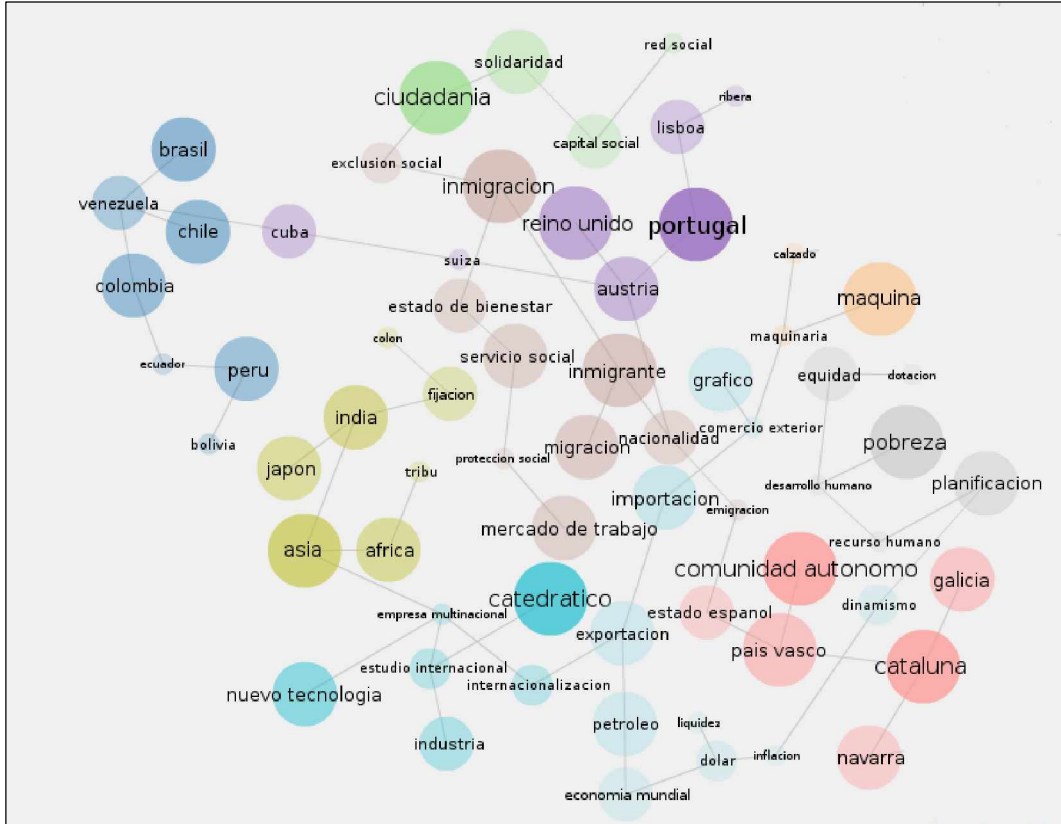 red social
solidaridad
ciudadania
ribera
lisboa
capital social
brasil
exclusion social
inmigracion
venezuela
chile
cuba
reino unido
portugal
calzado
suiza
colombia
austria
maquina
estado de bienestar
colon
maquinaria
servicio social
ecuador
peru
inmigrante
grafico
equidad
dotacion
fijacion
india
comercio exterior
bolivia
nacionalidad
migracion
pobreza
proteccion social
japon
tribu
desarrollo humano
planificacion
importacion
emigracion
mercado de trabajo
recurso humano
asia
africa
comunidad autonomo
galicia
catedratico
dinamismo
empresa multinacional
estado espanol
exportacion
pais vasco
cataluna
estudio internacional
internacionalizacion
nuevo tecnologia
liquidez
petroleo
industria
inflacion
dolar
navarra
economia mundial